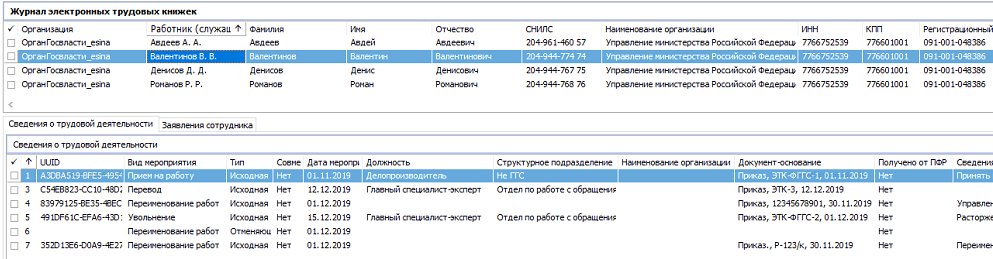 Журнал электронных трудовых книжек
Организация Работник (служащ Фамилия Имя Отчество СНИЛС Наименование организации ИНН КПП Регистрационный
ОрганГосвласти_esina Авдеев А. А. Авдеев Авдей Авдеевич 204-961-460 57 Управление министерства Российской Федерац 7766752539 776601001 091-001-048386
ОрганГосвласти_esina Валентинов В. В. Валентинов Валентин Валентинович 204-944-774 74 Управление министерства Российской Федерац 7766752539 776601001 091-001-048386
ОрганГосвласти_esina Денисов Д. Д. Денисов Денис Денисович 204-944-767 75 Управление министерства Российской Федерац 7766752539 776601001 091-001-048386
ОрганГосвласти_esina Романов Р. Р. Романов Роман Романович 204-944-768 76 Управление министерства Российской Федерац 7766752539 776601001 091-001-048386
Сведения о трудовой деятельности Заявления сотрудника
Сведения о трудовой деятельности
UUID Вид мероприятия Тип Совме Дата меропри Должность Структурное подразделение Наименование организации Документ-основание Получено от ПФР Сведения
1 A3DBA519-BFE5-4954 Прием на работу Исходная Нет 01.11.2019 Делопроизводитель Не ГГС Приказ, ЭТК-ФГГС-1, 01.11.2019 Нет Принять
3 C54EB823-CC10-48D2 Перевод Исходная Нет 12.12.2019 Главный специалист-эксперт Отдел по работе с обращения Приказ, ЭТК-3, 12.12.2019 Нет
4 83979125-BE35-4BEC Переименование работ Исходная Нет 01.12.2019 Приказ, 12345678901, 30.11.2019 Нет Управлен
5 491DF61C-EFA6-43D1 Увольнение Исходная Нет 15.12.2019 Главный специалист-эксперт Отдел по работе с обращения Приказ, ЭТК-ФГГС-2, 01.12.2019 Нет Расторже
6 Переименование работ Отменяющ Нет 01.12.2019 Нет
7 352D13E6-D0A9-4E27 Переименование работ Исходная Нет 01.12.2019 Приказ., Р-123/к, 30.11.2019 Нет Переимен